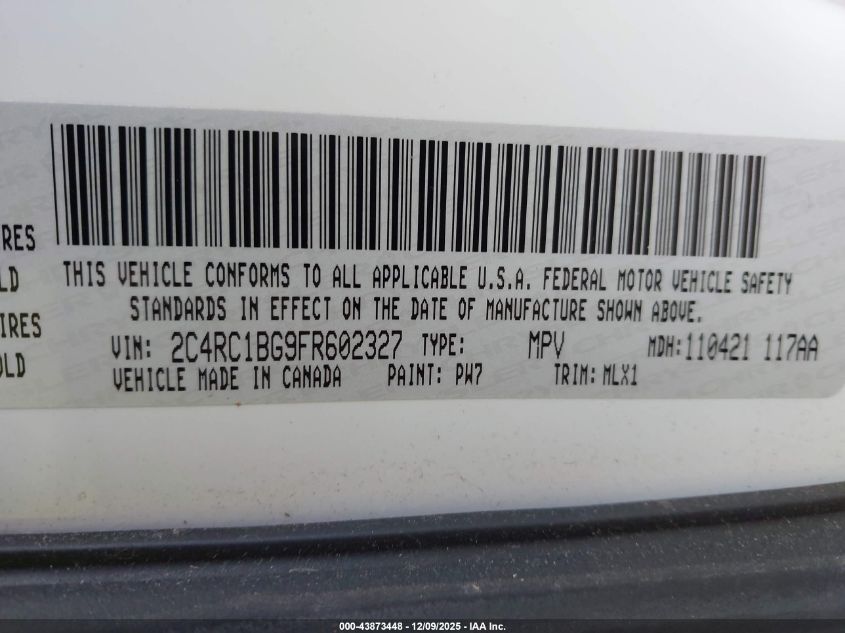 RES
THIS VEHICLE CONFORMS TO ALL APPLICABLE U.S.A. FEDERAL MOTOR VEHICLE SAFETY
LD
STANDARDS IN EFFECT ON THE DATE OF MANUFACTURE SHOWN ABOVE.
IRES
VIN: 2C4RC1BG9FR602327 TYPE: MPV MDH:110421 117AA
OLD
VEHICLE MADE IN CANADA PAINT: PW7 TRIM: MLX1
000-43873448 - 12/09/2025 - IAA Inc.